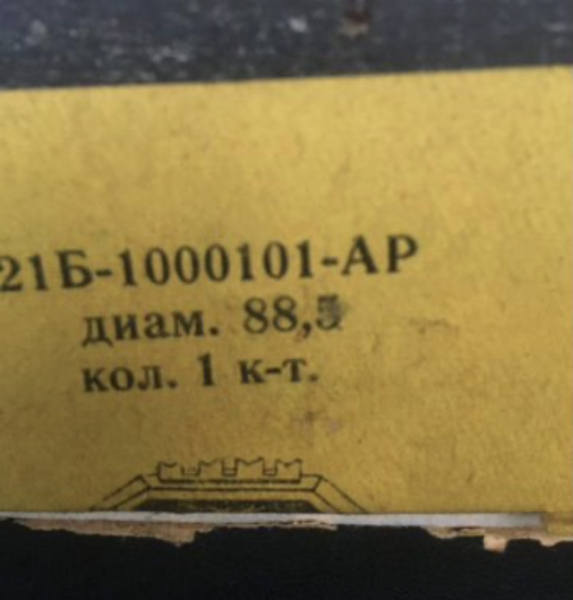 21Б-1000101-АР
диам. 88,5
кол. 1 к-т.